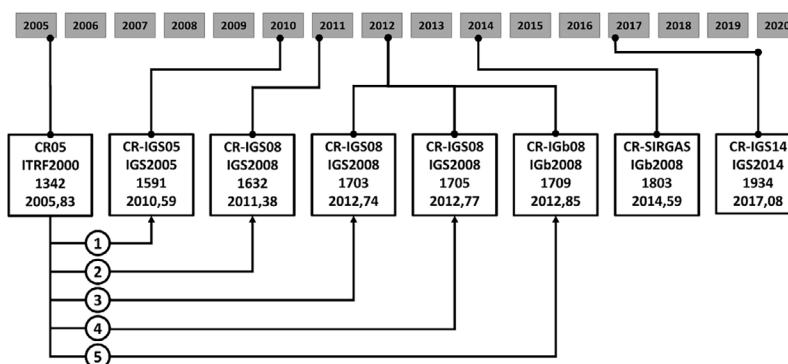 2005 2006 2007 2008 2009 2010 2011 2012 2013 2014 2015 2016 2017 2018 2019 2020
CR05
ITRF2000
1342
2005,83
CR-IGS05
IGS2005
1591
2010,59
CR-IGS08
IGS2008
1632
2011,38
CR-IGS08
IGS2008
1703
2012,74
CR-IGS08
IGS2008
1705
2012,77
CR-IGb08
IGb2008
1709
2012,85
CR-SIRGAS
IGb2008
1803
2014,59
CR-IGS14
IGS2014
1934
2017,08
1
2
3
4
5